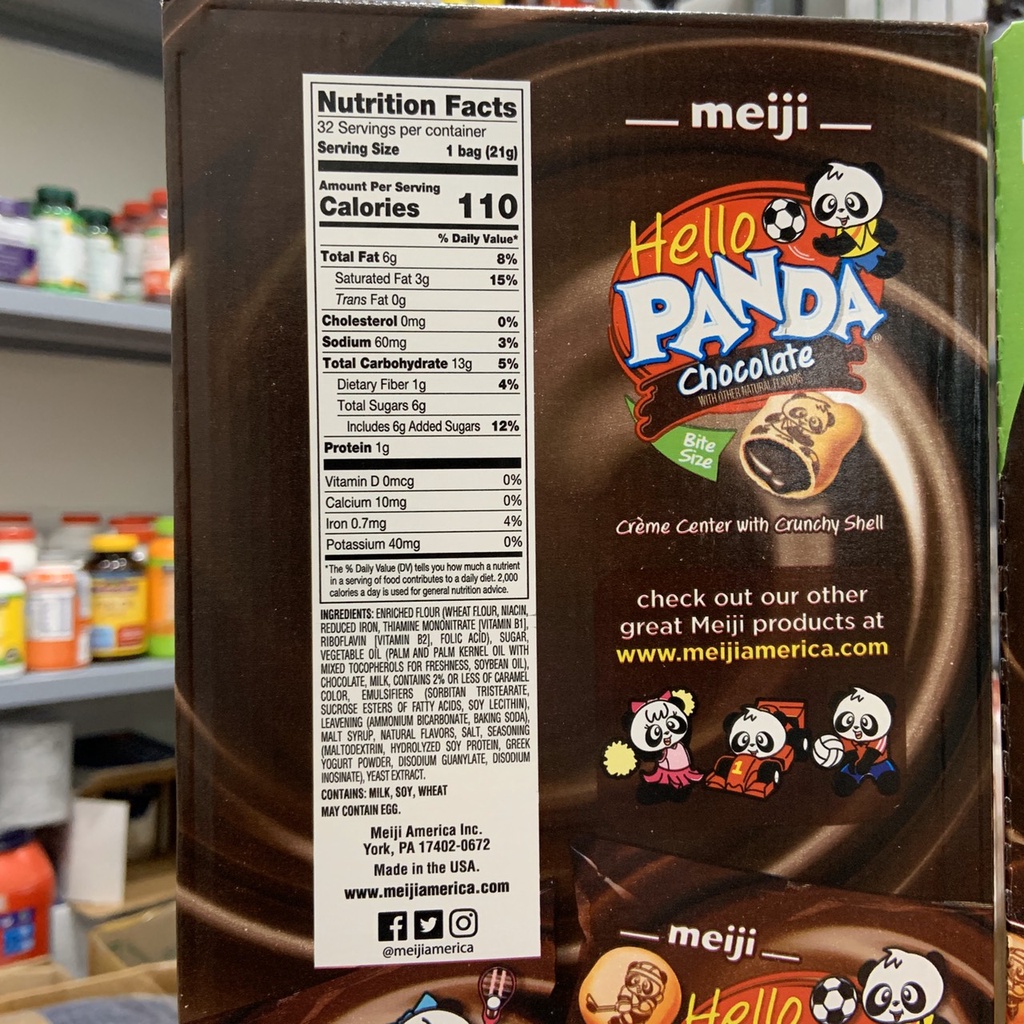 Nutrition Facts
32 Servings per container
Serving Size 1 bag (21g)
Amount Per Serving
Calories 110
% Daily Value*
Total Fat 6g 8%
Saturated Fat 3g 15%
Trans Fat 0g
Cholesterol 0mg 0%
Sodium 60mg 3%
Total Carbohydrate 13g 5%
Dietary Fiber 1g 4%
Total Sugars 6g
Includes 6g Added Sugars 12%
Protein 1g
Vitamin D 0mcg 0%
Calcium 10mg 0%
Iron 0.7mg 4%
Potassium 40mg 0%
*The % Daily Value (DV) tells you how much a nutrient
in a serving of food contributes to a daily diet. 2,000
calories a day is used for general nutrition advice.
INGREDIENTS: ENRICHED FLOUR (WHEAT FLOUR, NIACIN,
REDUCED IRON, THIAMINE MONONITRATE [VITAMIN B1],
RIBOFLAVIN [VITAMIN B2], FOLIC ACID), SUGAR,
VEGETABLE OIL (PALM AND PALM KERNEL OIL WITH
MIXED TOCOPHEROLS FOR FRESHNESS, SOYBEAN OIL),
CHOCOLATE, MILK, CONTAINS 2% OR LESS OF CARAMEL
COLOR, EMULSIFIERS (SORBITAN TRISTEARATE,
SUCROSE ESTERS OF FATTY ACIDS, SOY LECITHIN),
LEAVENING (AMMONIUM BICARBONATE, BAKING SODA),
MALT SYRUP, NATURAL FLAVORS, SALT, SEASONING
(MALTODEXTRIN, HYDROLYZED SOY PROTEIN, GREEK
YOGURT POWDER, DISODIUM GUANYLATE, DISODIUM
INOSINATE), YEAST EXTRACT.
CONTAINS: MILK, SOY, WHEAT
MAY CONTAIN EGG.
Meiji America Inc.
York, PA 17402-0672
Made in the USA.
www.meijiamerica.com
@meijiamerica
meiji
Hello
PANDA®
Chocolate
WITH OTHER NATURAL FLAVORS
Bite
Size
Crème Center with Crunchy Shell
check out our other
great Meiji products at
www.meijiamerica.com
1
meiji
Hello